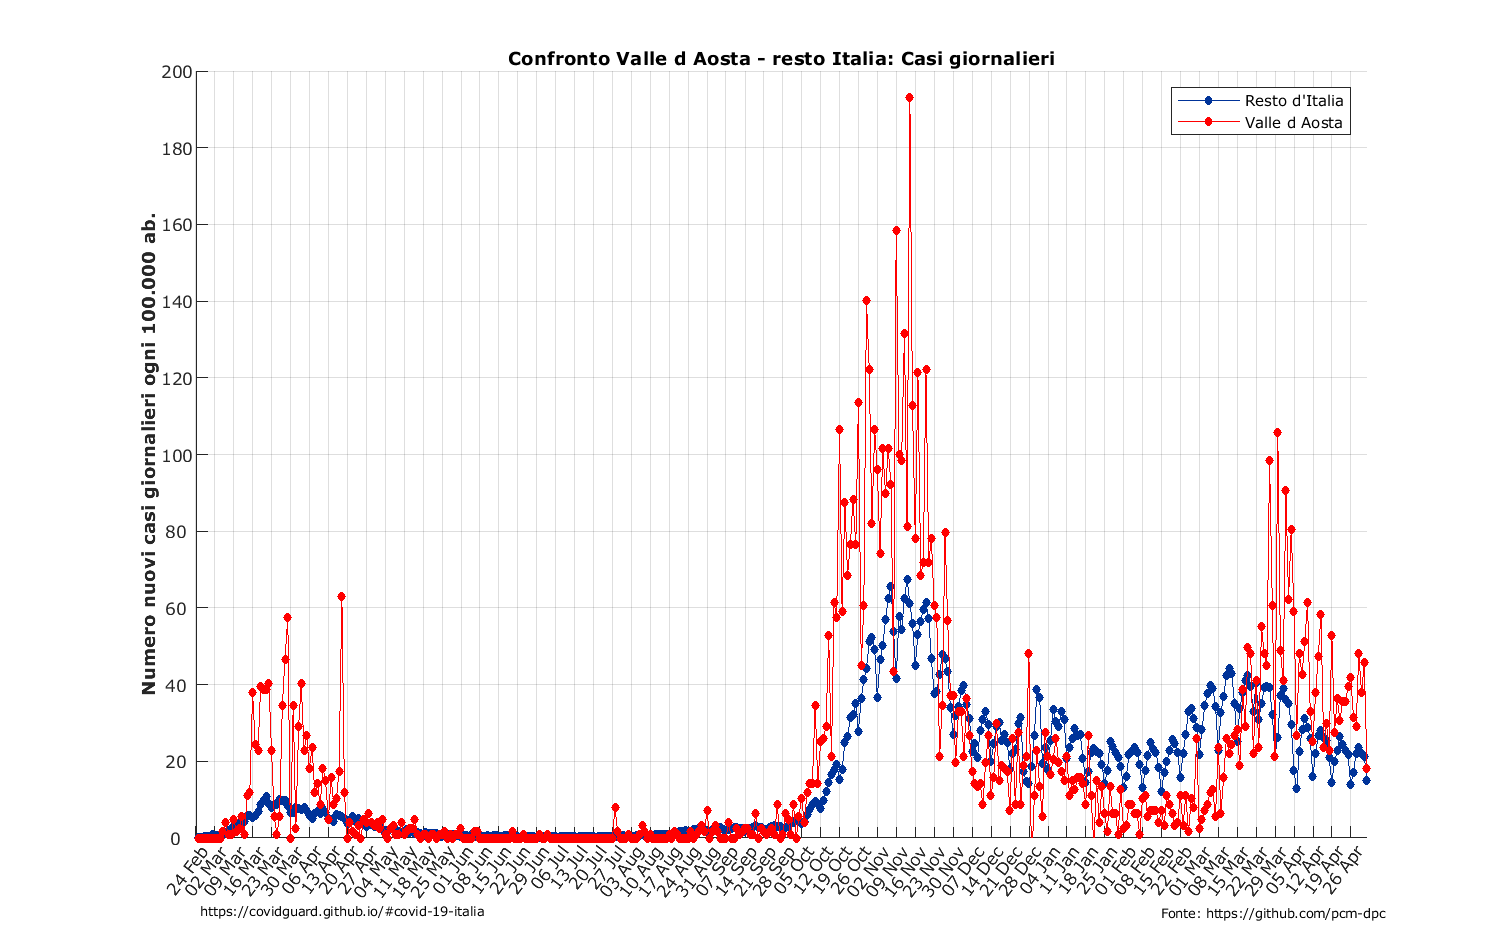 Confronto Valle d Aosta - resto Italia: Casi giornalieri
Resto d'Italia
Valle d Aosta
Numero nuovi casi giornalieri ogni 100.000 ab.
200
180
160
140
120
100
80
60
40
20
0
24 Feb
02 Mar
09 Mar
16 Mar
23 Mar
30 Mar
06 Apr
13 Apr
20 Apr
27 Apr
04 May
11 May
18 May
25 May
01 Jun
08 Jun
15 Jun
22 Jun
29 Jun
06 Jul
13 Jul
20 Jul
27 Jul
03 Aug
10 Aug
17 Aug
24 Aug
31 Aug
07 Sep
14 Sep
21 Sep
28 Sep
05 Oct
12 Oct
19 Oct
26 Oct
02 Nov
09 Nov
16 Nov
23 Nov
30 Nov
07 Dec
14 Dec
21 Dec
28 Dec
04 Jan
11 Jan
18 Jan
25 Jan
01 Feb
08 Feb
15 Feb
22 Feb
01 Mar
08 Mar
15 Mar
22 Mar
29 Mar
05 Apr
12 Apr
19 Apr
26 Apr
https://covidguard.github.io/#covid-19-italia
Fonte: https://github.com/pcm-dpc